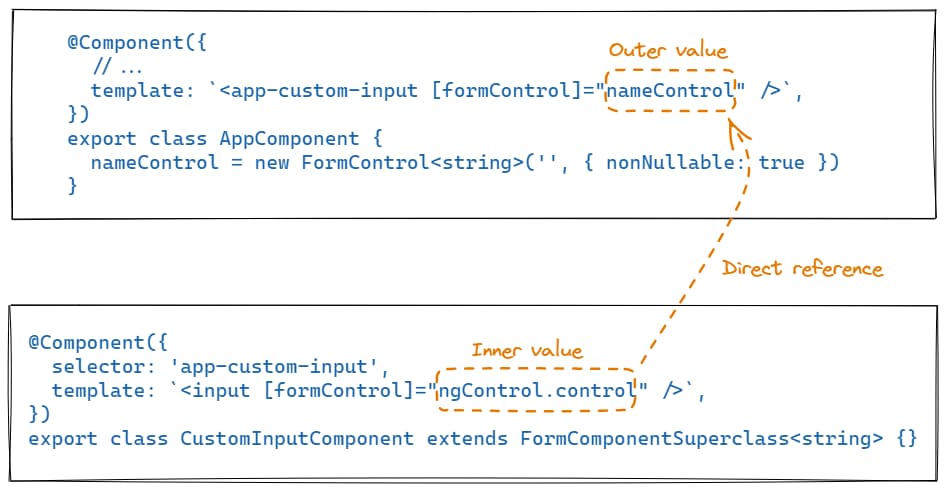 @Component({
// ...
Outer value
template: `<app-custom-input [formControl]="nameControl" />`,
})
export class AppComponent {
nameControl = new FormControl<string>('', { nonNullable: true })
}
Direct reference
@Component({
selector: 'app-custom-input',
Inner value
template: `<input [formControl]="ngControl.control" />`,
})
export class CustomInputComponent extends FormComponentSuperclass<string> {}